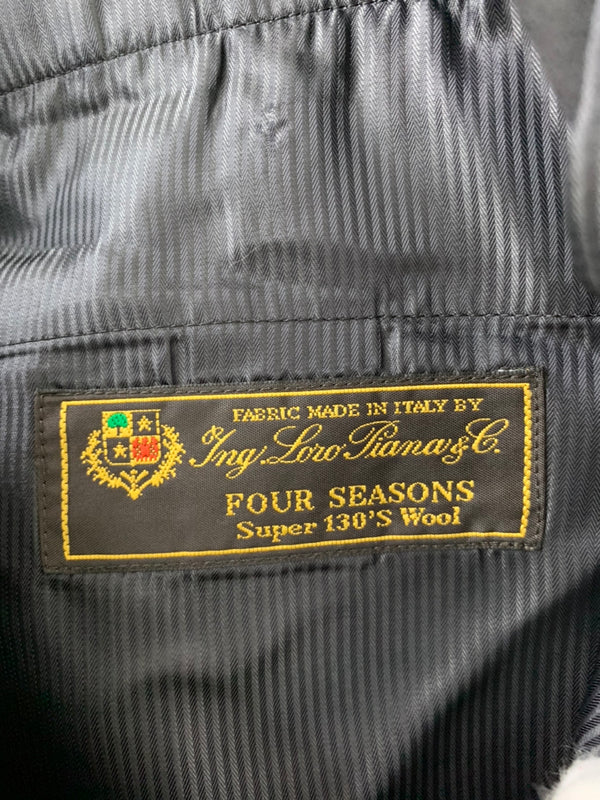 FABRIC MADE IN ITALY BY
Ing. Loro Piana & C.
FOUR SEASONS
Super 130'S Wool